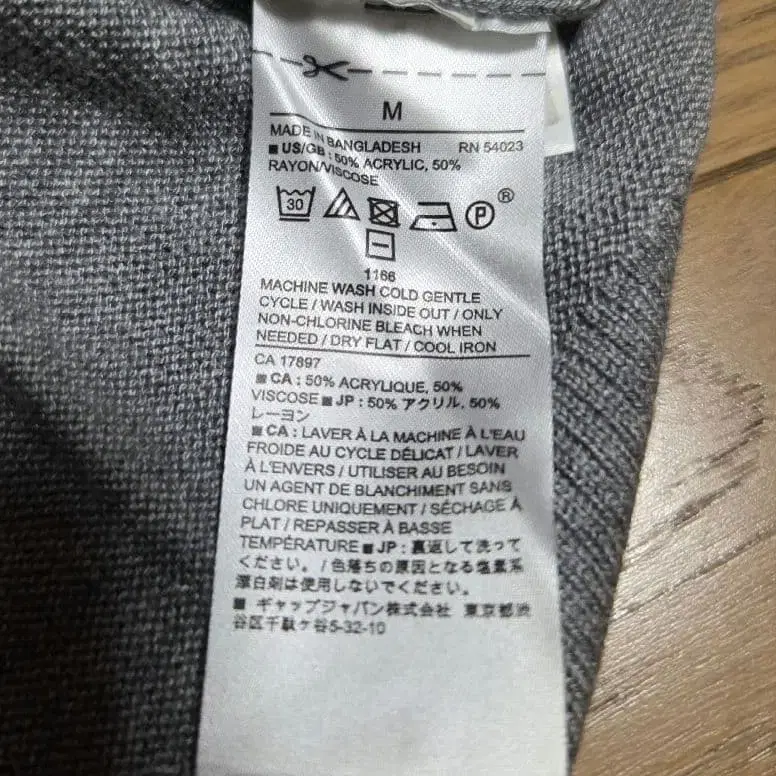 M
MADE IN BANGLADESH RN 54023
■ US/GB : 50% ACRYLIC, 50%
RAYON/VISCOSE
30 P ®
1166
MACHINE WASH COLD GENTLE
CYCLE / WASH INSIDE OUT / ONLY
NON-CHLORINE BLEACH WHEN
NEEDED / DRY FLAT / COOL IRON
CA 17897
■ CA : 50% ACRYLIQUE, 50%
VISCOSE ■ JP : 50% アクリル, 50%
レーヨン
■ CA : LAVER À LA MACHINE À L'EAU
FROIDE AU CYCLE DÉLICAT / LAVER
À L'ENVERS / UTILISER AU BESOIN
UN AGENT DE BLANCHIMENT SANS
CHLORE UNIQUEMENT / SÉCHAGE À
PLAT / REPASSER À BASSE
TEMPÉRATURE ■ JP : 裏返して洗って
ください。/ 色落ちの原因となる塩素系
漂白剤は使用しないでください。
■ ギャップジャパン株式会社 東京都渋
谷区千駄ヶ谷5-32-10